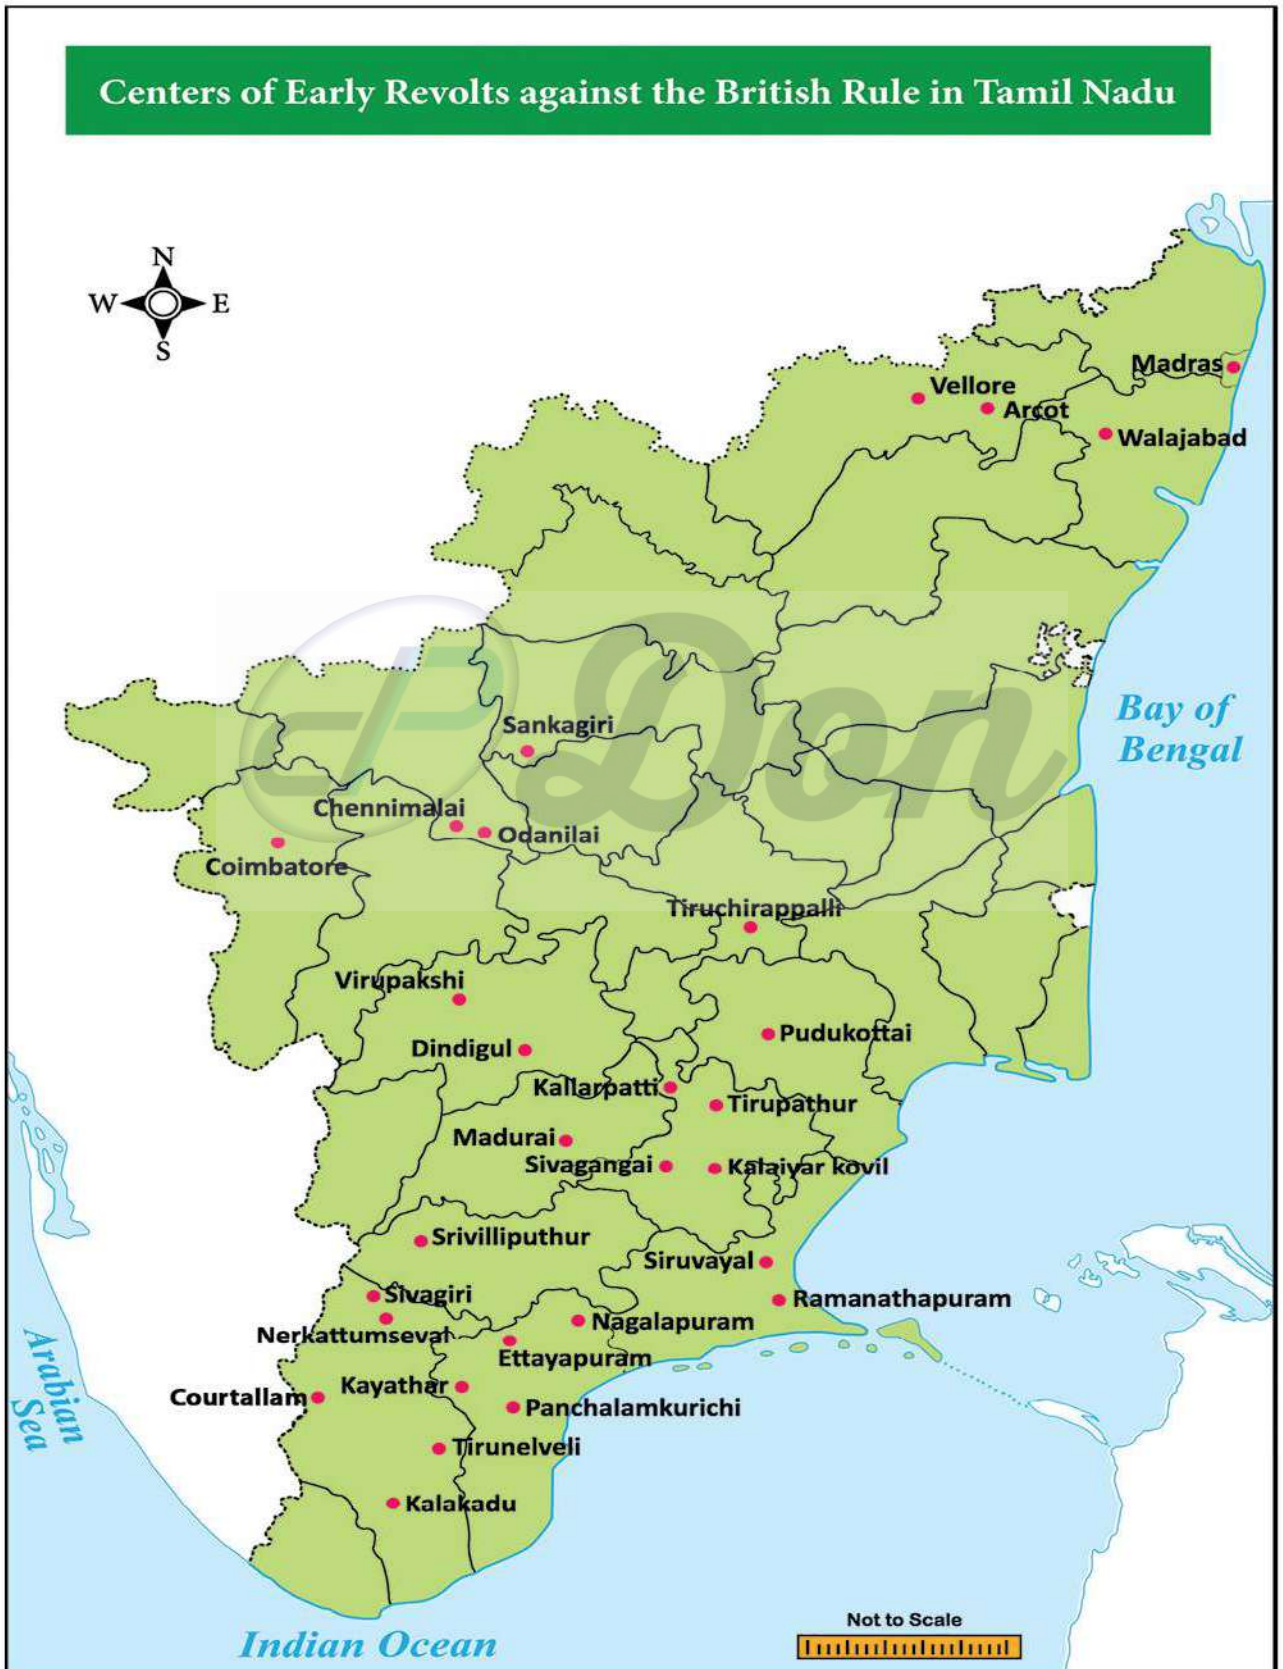 Centers of Early Revolts against the British Rule in Tamil Nadu
N
W E
S
Madras
Vellore
Arcot
Walajabad
Bay of
Bengal
Sankagiri
Chennimalai
Odanilai
Coimbatore
Don
Tiruchirappalli
Virupakshi
Pudukottai
Dindigul
Kallarpatti
Tirupathur
Madurai
Sivagangai
Kalaiyar kovil
Srivilliputhur
Siruvayal
Sivagiri
Ramanathapuram
Nagalapuram
Nerkattumseval
Ettayapuram
Kayathar
Courtallam
Panchalamkurichi
Arabian
Sea
Tirunelveli
Kalakadu
Not to Scale
Indian Ocean